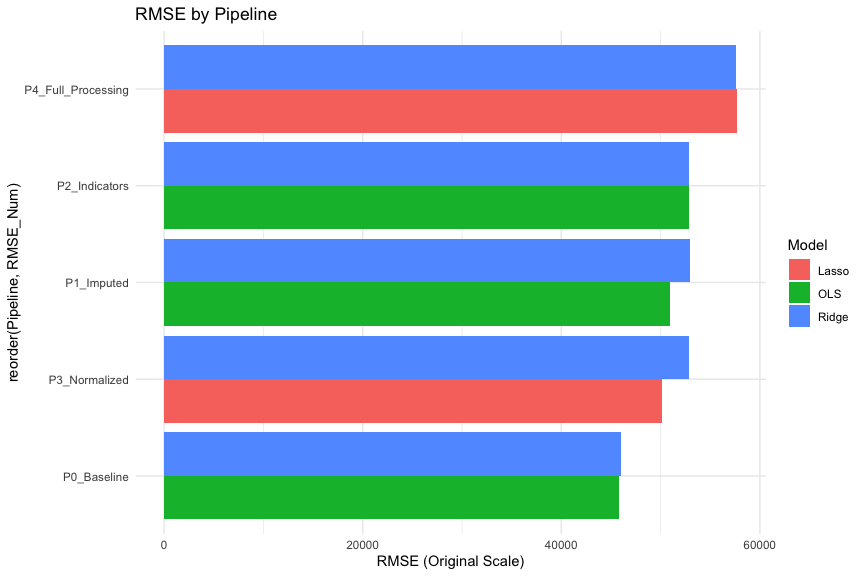 RMSE by Pipeline
reorder(Pipeline, RMSE_Num)
P4_Full_Processing
P2_Indicators
P1_Imputed
P3_Normalized
P0_Baseline
0
20000
40000
60000
RMSE (Original Scale)
Model
Lasso
OLS
Ridge